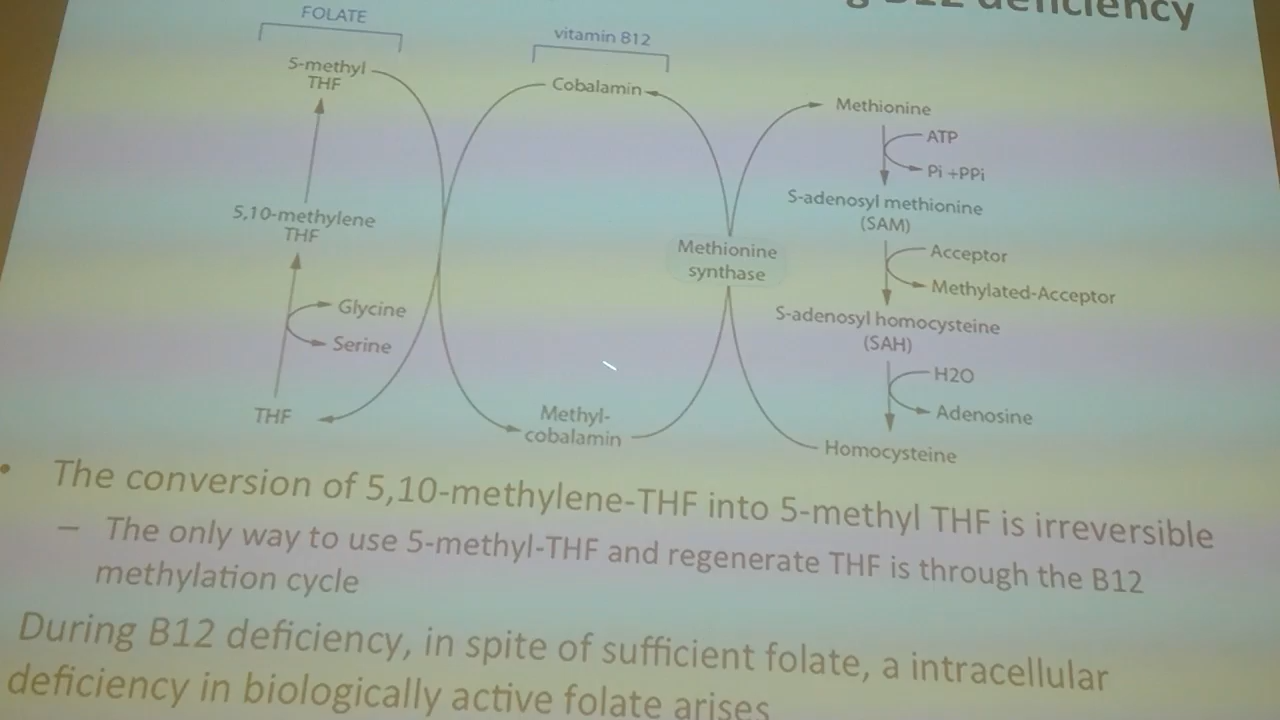 B12 deficiency
FOLATE
vitamin B12
5-methyl
THF
Cobalamin
Methionine
ATP
Pi +PPi
S-adenosyl methionine
(SAM)
5,10-methylene
THF
Methionine
synthase
Acceptor
Methylated-Acceptor
Glycine
Serine
S-adenosyl homocysteine
(SAH)
H2O
Adenosine
THF
Methyl-
cobalamin
Homocysteine
• The conversion of 5,10-methylene-THF into 5-methyl THF is irreversible
– The only way to use 5-methyl-THF and regenerate THF is through the B12
methylation cycle
During B12 deficiency, in spite of sufficient folate, a intracellular
deficiency in biologically active folate arises